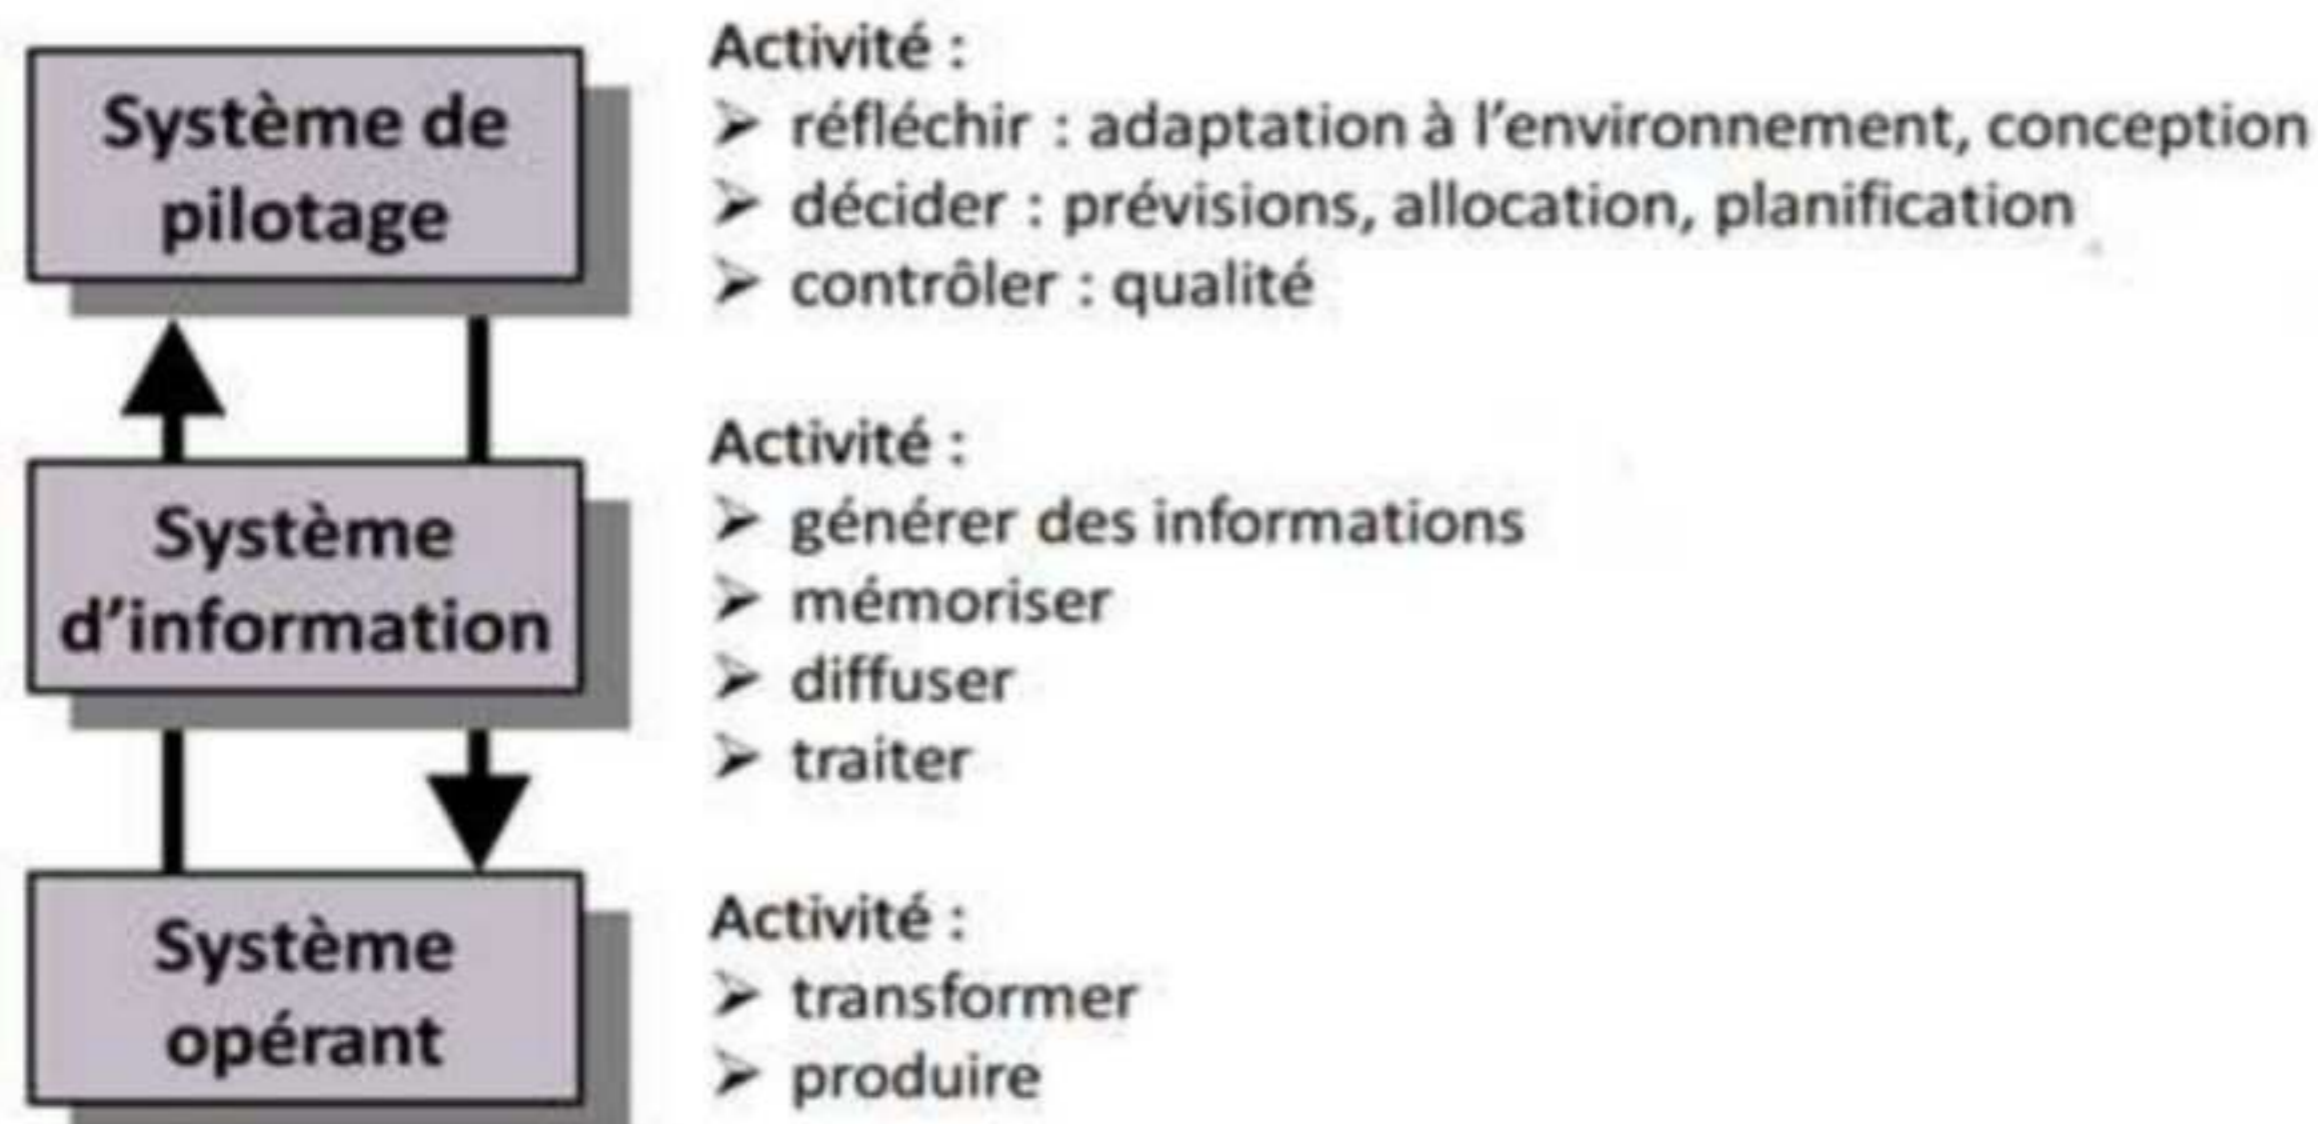 Système de
pilotage
Activité :
➢ réfléchir : adaptation à l'environnement, conception
➢ décider : prévisions, allocation, planification
➢ contrôler : qualité
Système
d'information
Activité :
➢ générer des informations
➢ mémoriser
➢ diffuser
➢ traiter
Système
opérant
Activité :
➢ transformer
➢ produire